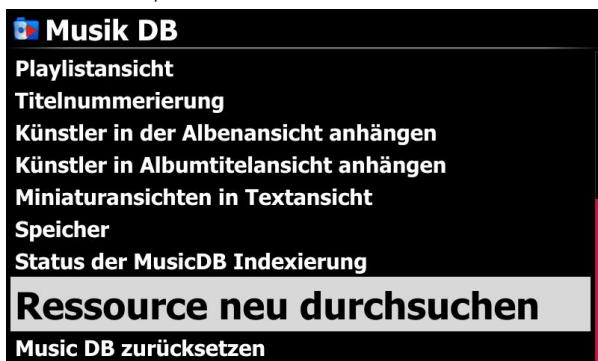 Musik DB
Playlistansicht
Titelnummerierung
Künstler in der Albenansicht anhängen
Künstler in Albumtitelansicht anhängen
Miniaturansichten in Textansicht
Speicher
Status der MusicDB Indexierung
Ressource neu durchsuchen
Music DB zurücksetzen